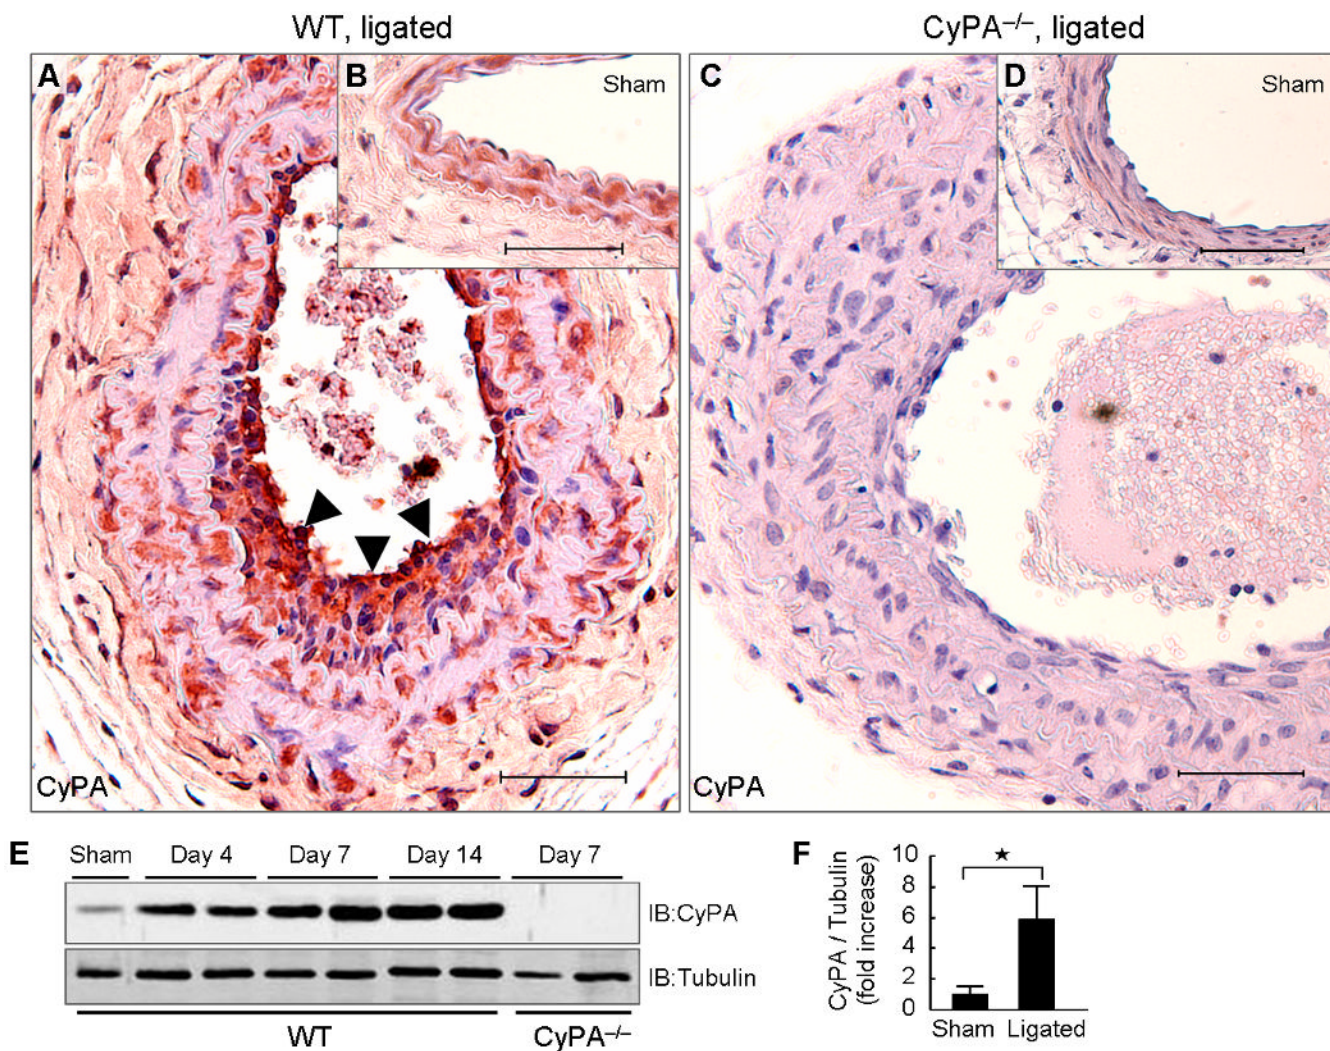 WT, ligated
CyPA–/–, ligated
A
B
Sham
C
D
Sham
CyPA
CyPA
E
Sham Day 4 Day 7 Day 14 Day 7
IB:CyPA
IB:Tubulin
WT
CyPA–/–
F
CyPA / Tubulin
(fold increase)
10
8
6
4
2
0
★
Sham Ligated